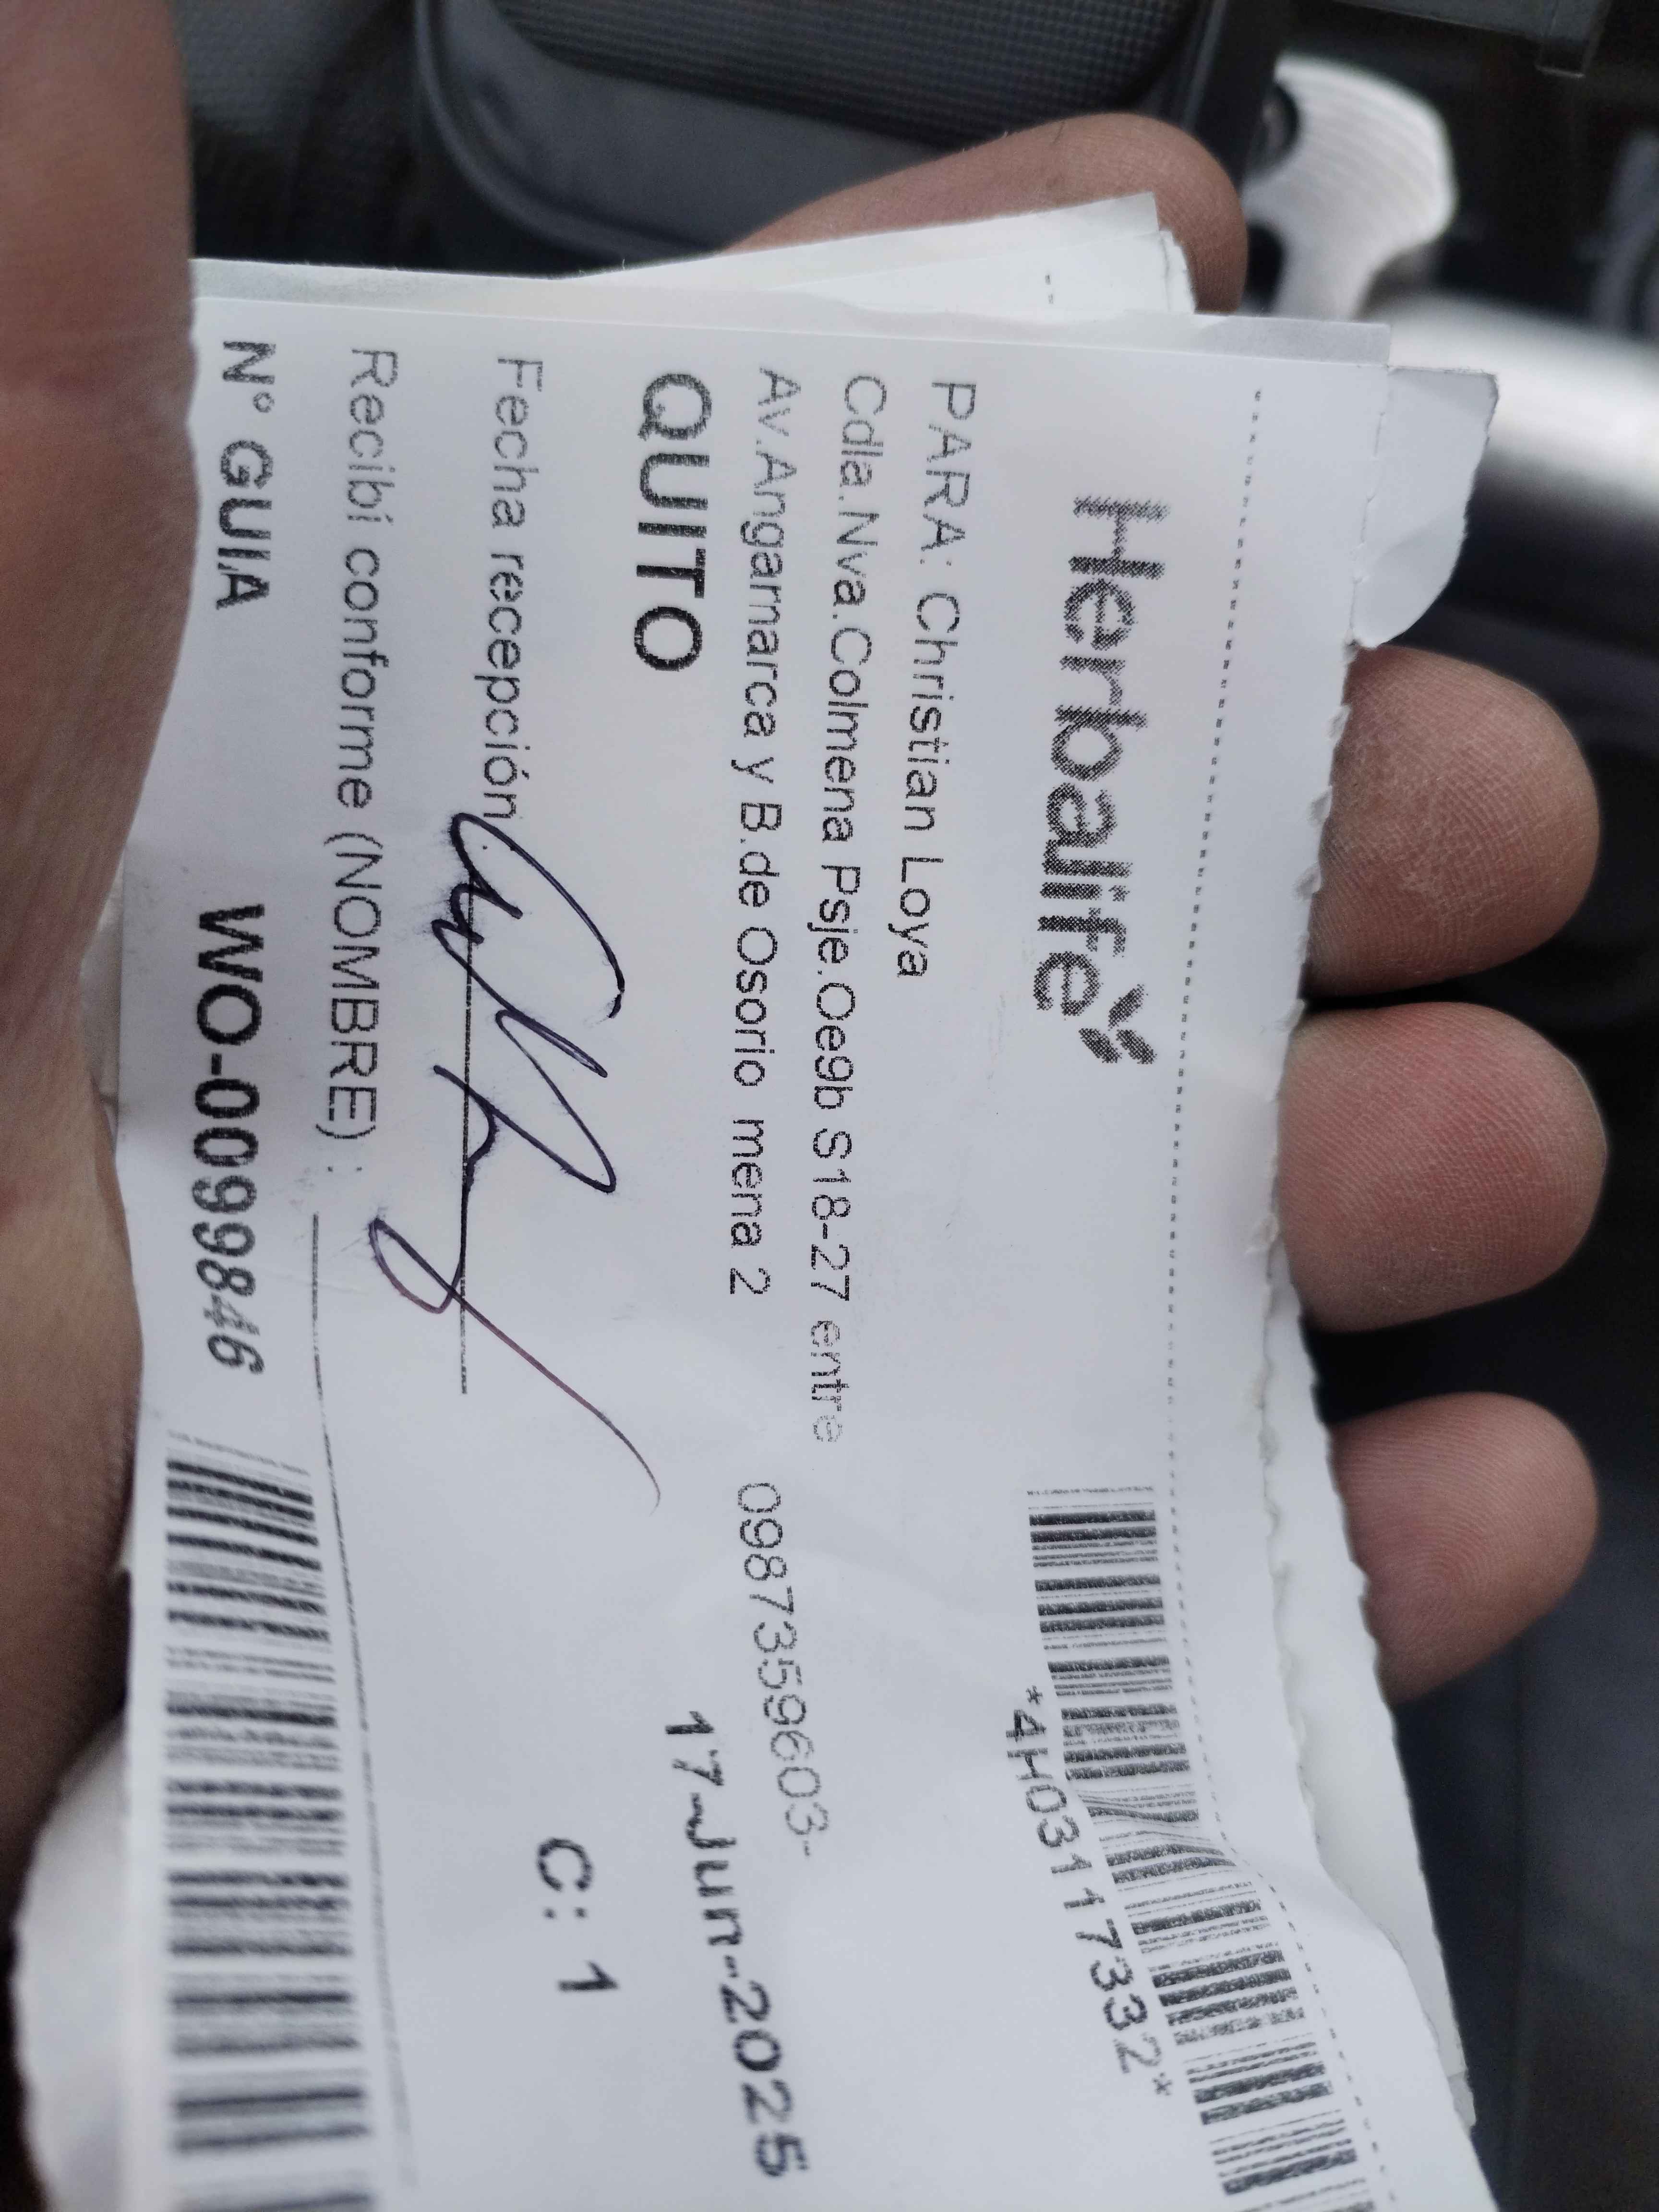 Herbalife
*4H03117332*
PARA: Christian Loya
Cdla.Nva.Colmena Psje.Oe9b S18-27 entre
Av.Angamarca y B.de Osorio mena 2 0987359603-
QUITO 17-Jun-2025
Fecha recepción C: 1
Recibí conforme (NOMBRE) :
N° GUIA WO-00999846